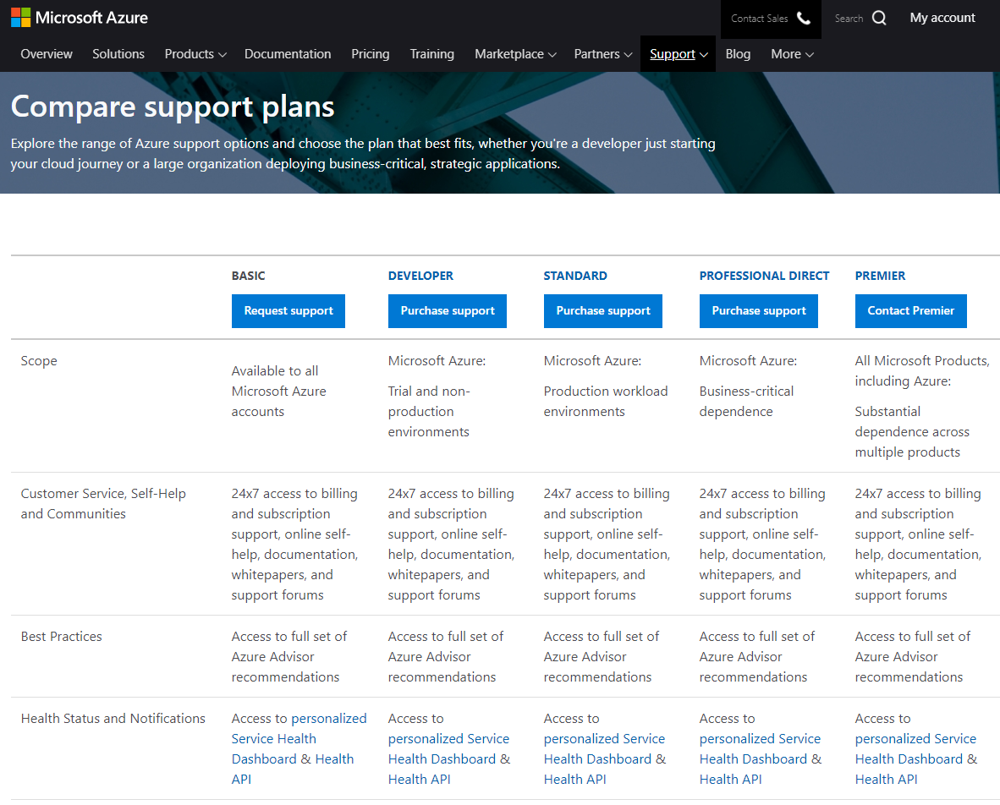 Microsoft Azure
Contact Sales
Search
My account
Overview
Solutions
Products
Documentation
Pricing
Training
Marketplace
Partners
Support
Blog
More
Compare support plans
Explore the range of Azure support options and choose the plan that best fits, whether you're a developer just starting
your cloud journey or a large organization deploying business-critical, strategic applications.
BASIC
Request support
DEVELOPER
Purchase support
STANDARD
Purchase support
PROFESSIONAL DIRECT
Purchase support
PREMIER
Contact Premier
Scope
Available to all
Microsoft Azure
accounts
Microsoft Azure:
Trial and non-
production
environments
Microsoft Azure:
Production workload
environments
Microsoft Azure:
Business-critical
dependence
All Microsoft Products,
including Azure:
Substantial
dependence across
multiple products
Customer Service, Self-Help
and Communities
24x7 access to billing
and subscription
support, online self-
help, documentation,
whitepapers, and
support forums
24x7 access to billing
and subscription
support, online self-
help, documentation,
whitepapers, and
support forums
24x7 access to billing
and subscription
support, online self-
help, documentation,
whitepapers, and
support forums
24x7 access to billing
and subscription
support, online self-
help, documentation,
whitepapers, and
support forums
24x7 access to billing
and subscription
support, online self-
help, documentation,
whitepapers, and
support forums
Best Practices
Access to full set of
Azure Advisor
recommendations
Access to full set of
Azure Advisor
recommendations
Access to full set of
Azure Advisor
recommendations
Access to full set of
Azure Advisor
recommendations
Access to full set of
Azure Advisor
recommendations
Health Status and Notifications
Access to personalized
Service Health
Dashboard & Health
API
Access to
personalized Service
Health Dashboard &
Health API
Access to
personalized Service
Health Dashboard &
Health API
Access to
personalized Service
Health Dashboard &
Health API
Access to
personalized Service
Health Dashboard &
Health API